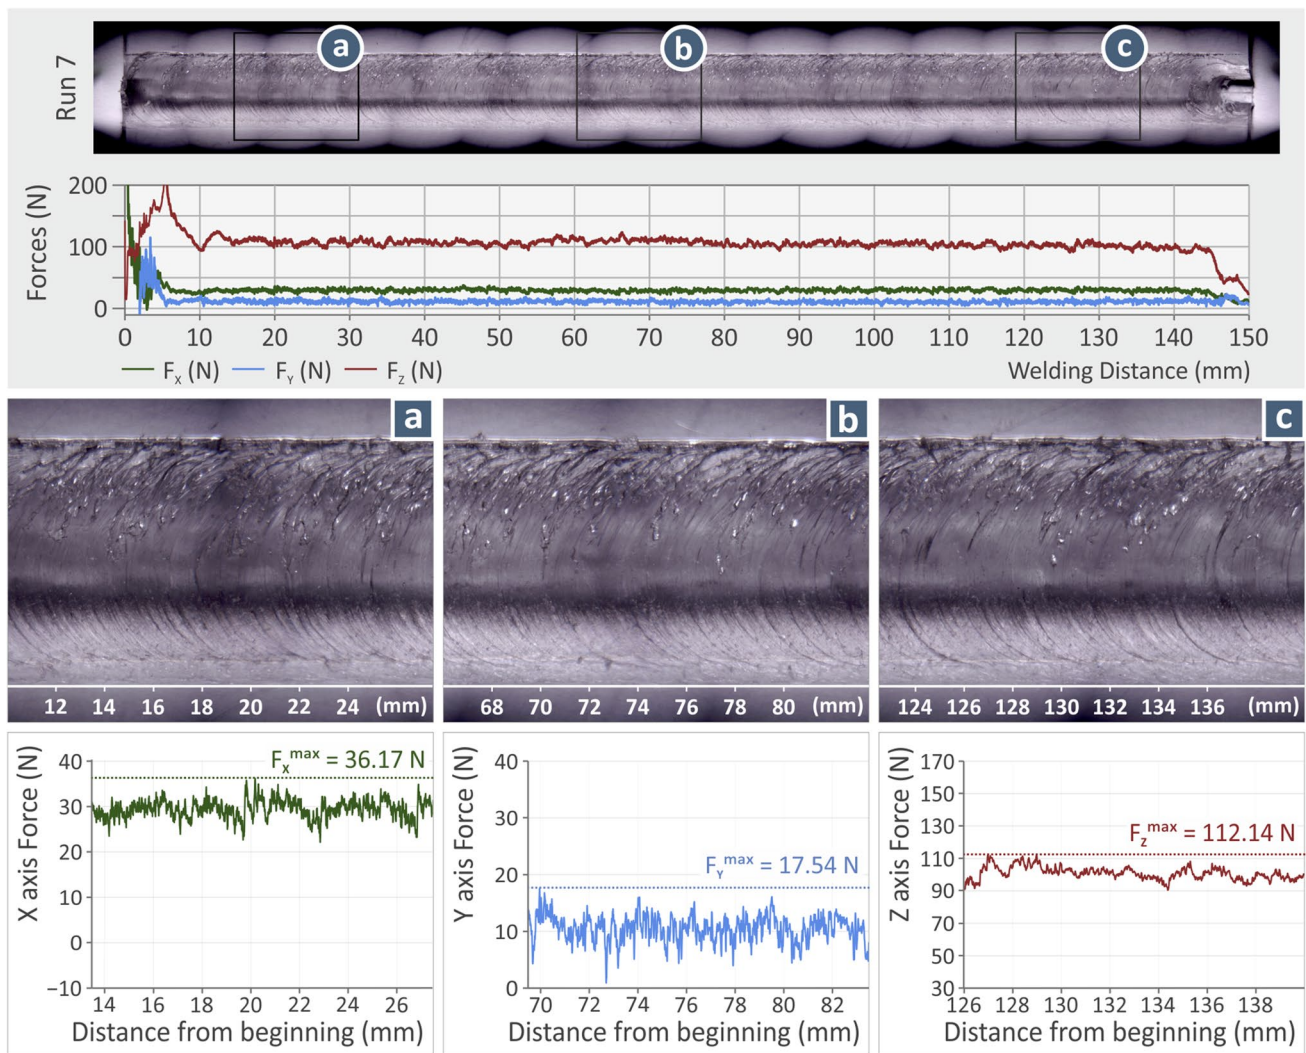 Run 7
a
b
c
Forces (N)
200
100
0
0 10 20 30 40 50 60 70 80 90 100 110 120 130 140 150
Fx (N) FY (N) Fz (N)
Welding Distance (mm)
a
12 14 16 18 20 22 24 (mm)
b
68 70 72 74 76 78 80 (mm)
c
124 126 128 130 132 134 136
X axis Force (N)
40
30
20
10
0
−10
Fx max = 36.17 N
14 16 18 20 22 24 26
Distance from beginning (mm)
Y axis Force (N)
40
30
20
10
0
FY max = 17.54 N
70 72 74 76 78 80 82
Distance from beginning (mm)
Z axis Force (N)
170
150
130
110
90
70
50
30
Fz max = 112.14 N
126 128 130 132 134 136 138
Distance from beginning (mm)